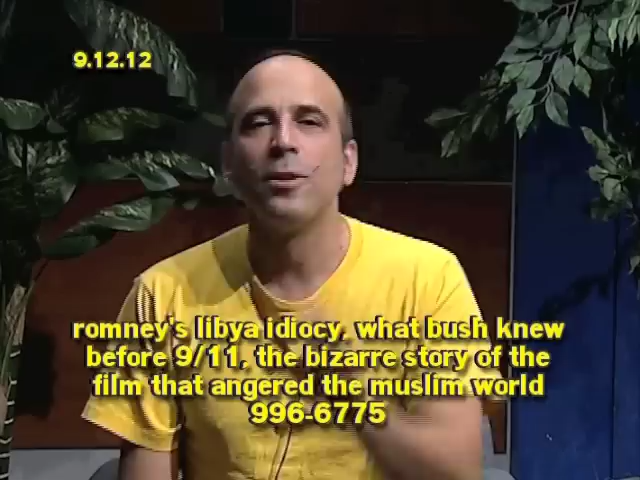 9.12.12
romney's libya idiocy, what bush knew
before 9/11, the bizarre story of the
film that angered the muslim world
996-6775